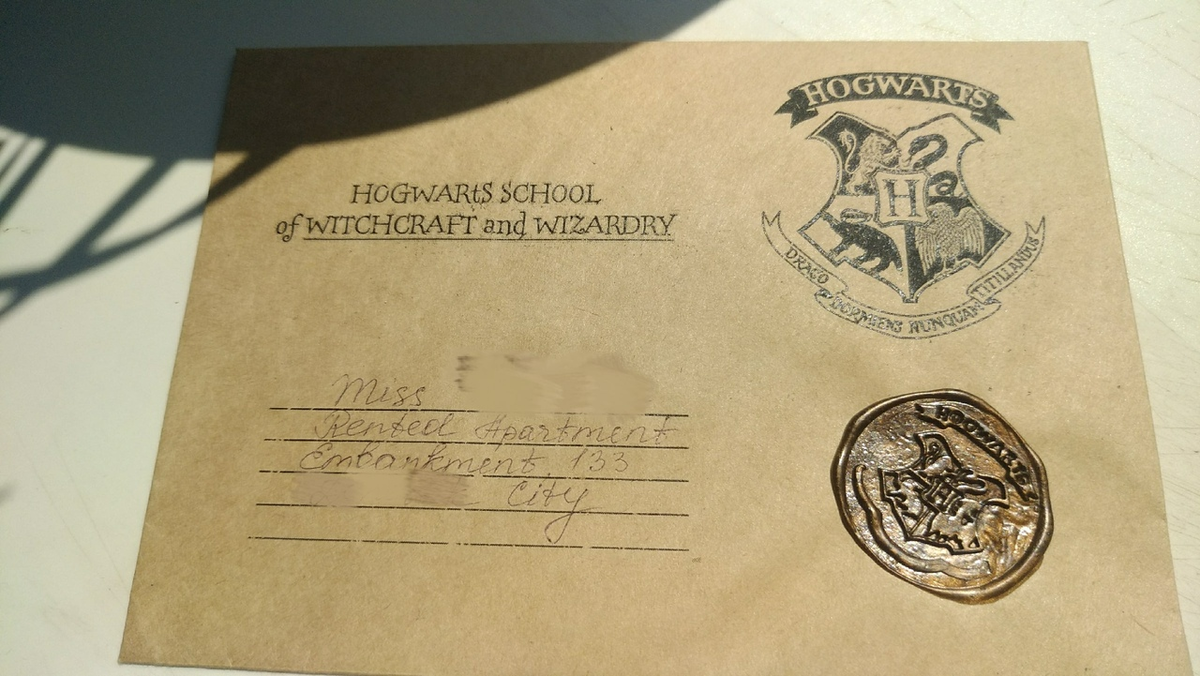 HOGWARTS SCHOOL
of WITCHCRAFT and WIZARDRY
HOGWARTS
H
DRACO DORMIENS NUNQUAM TITILLANDUS
Miss
Rented Apartment
Embankment, 133
City
HOGWARTS
H